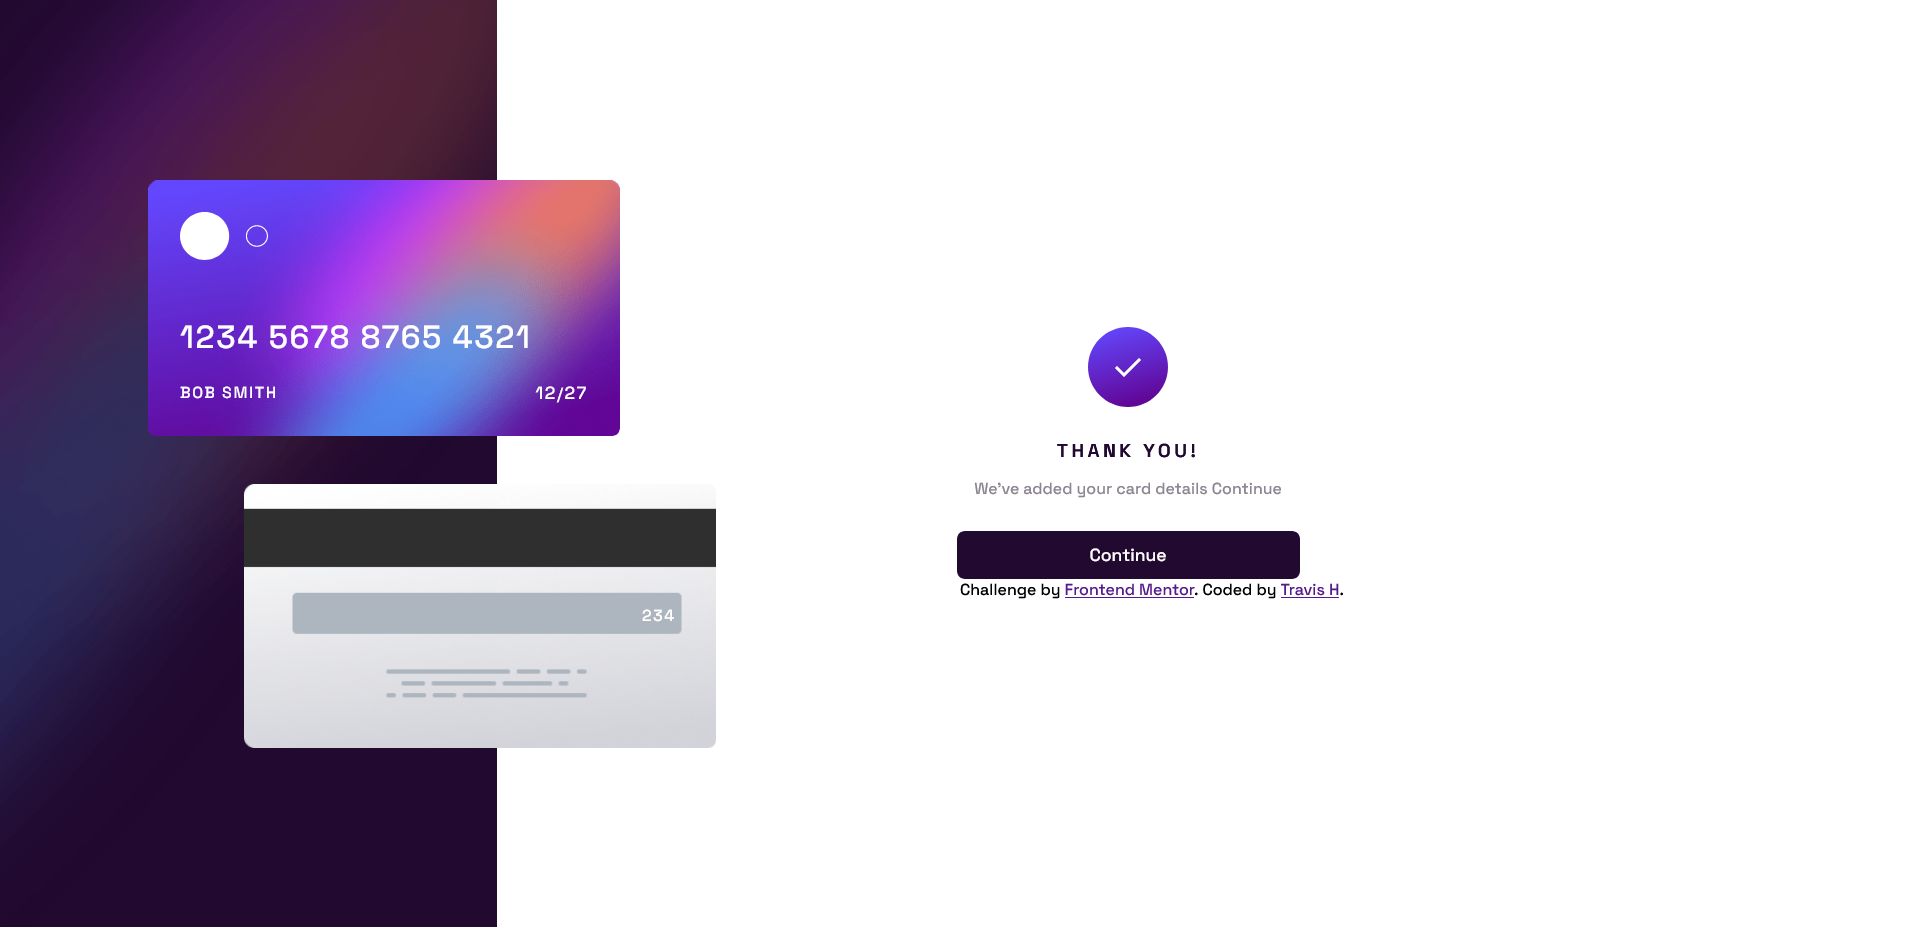 1234 5678 8765 4321
BOB SMITH 12/27
234
THANK YOU!
We've added your card details Continue
Continue
Challenge by Frontend Mentor. Coded by Travis H.